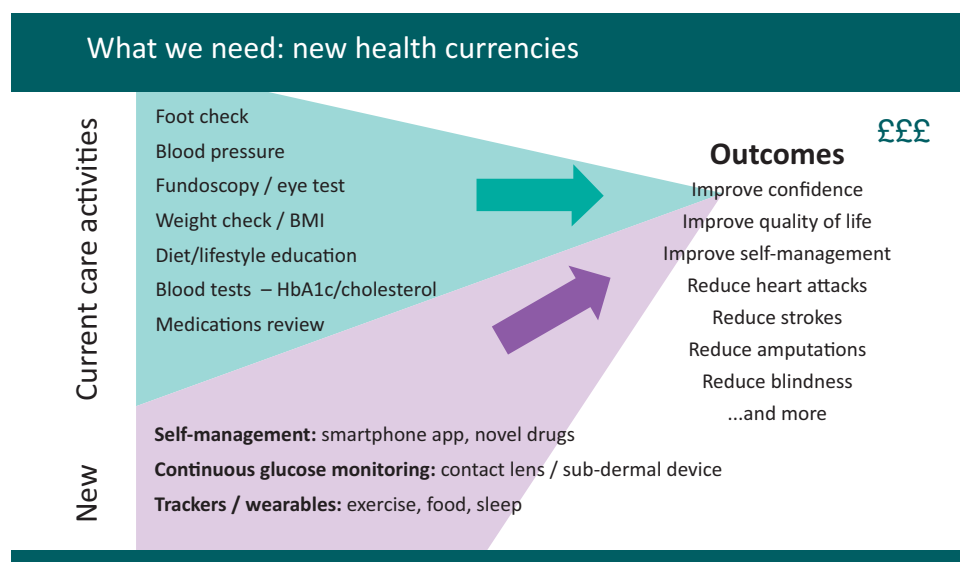 What we need: new health currencies
Current care activities
Foot check
Blood pressure
Fundoscopy / eye test
Weight check / BMI
Diet/lifestyle education
Blood tests – HbA1c/cholesterol
Medications review
New
Self-management: smartphone app, novel drugs
Continuous glucose monitoring: contact lens / sub-dermal device
Trackers / wearables: exercise, food, sleep
£££
Outcomes
Improve confidence
Improve quality of life
Improve self-management
Reduce heart attacks
Reduce strokes
Reduce amputations
Reduce blindness
...and more